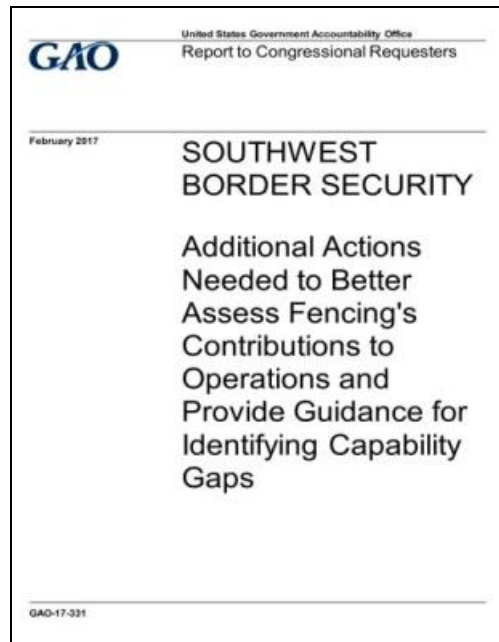 United States Government Accountability Office
GAO
Report to Congressional Requesters
February 2017
SOUTHWEST
BORDER SECURITY
Additional Actions
Needed to Better
Assess Fencing's
Contributions to
Operations and
Provide Guidance for
Identifying Capability
Gaps
GAO-17-331